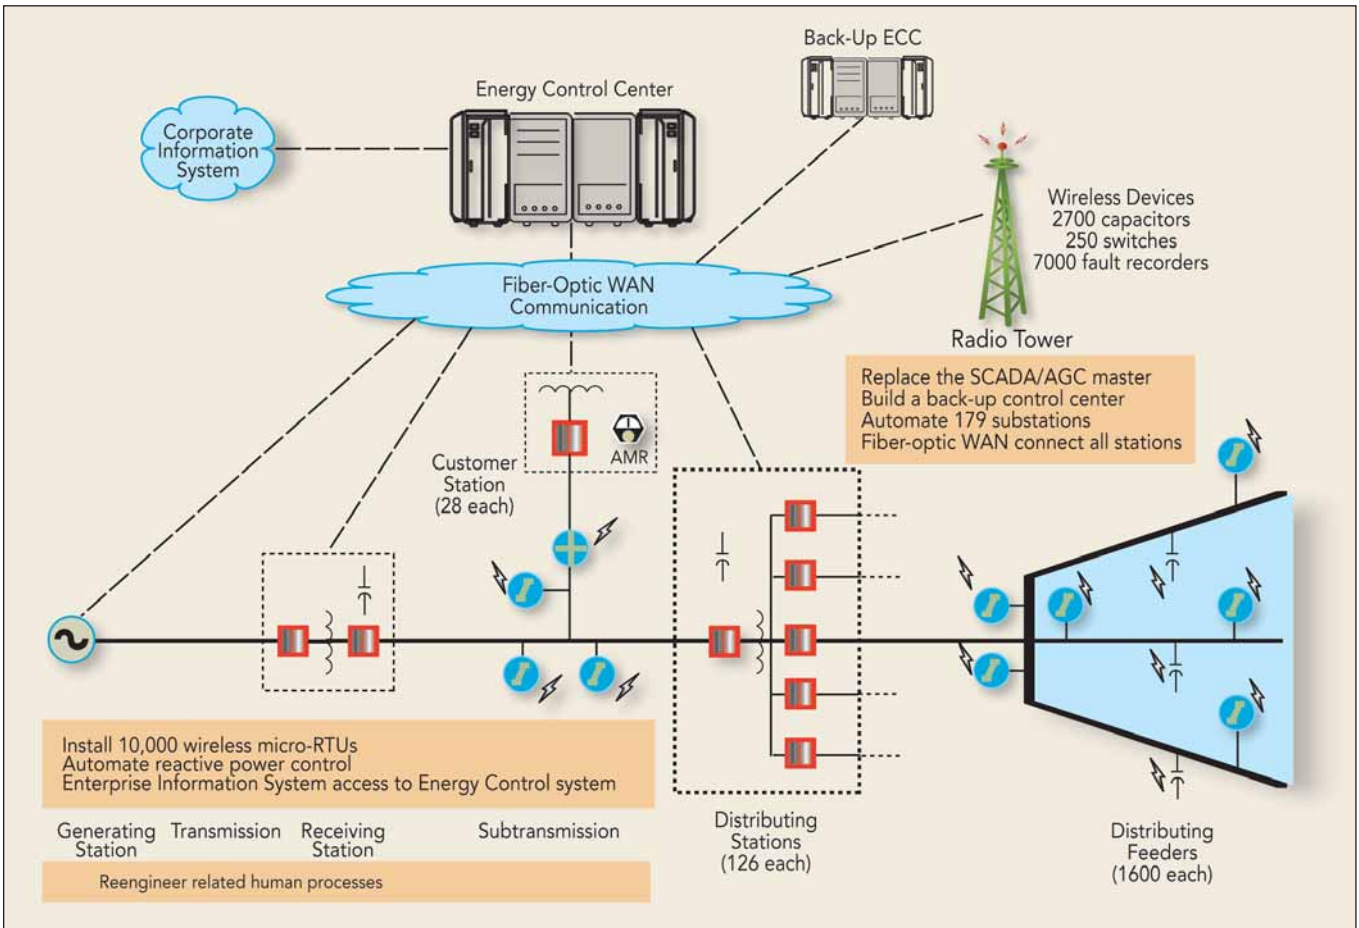 Back-Up ECC
Energy Control Center
Corporate
Information
System
Wireless Devices
2700 capacitors
250 switches
7000 fault recorders
Fiber-Optic WAN
Communication
Radio Tower
Replace the SCADA/AGC master
Build a back-up control center
Automate 179 substations
Fiber-optic WAN connect all stations
AMR
Customer
Station
(28 each)
Install 10,000 wireless micro-RTUs
Automate reactive power control
Enterprise Information System access to Energy Control system
Generating
Station
Transmission
Receiving
Station
Subtransmission
Distributing
Stations
(126 each)
Distributing
Feeders
(1600 each)
Reengineer related human processes